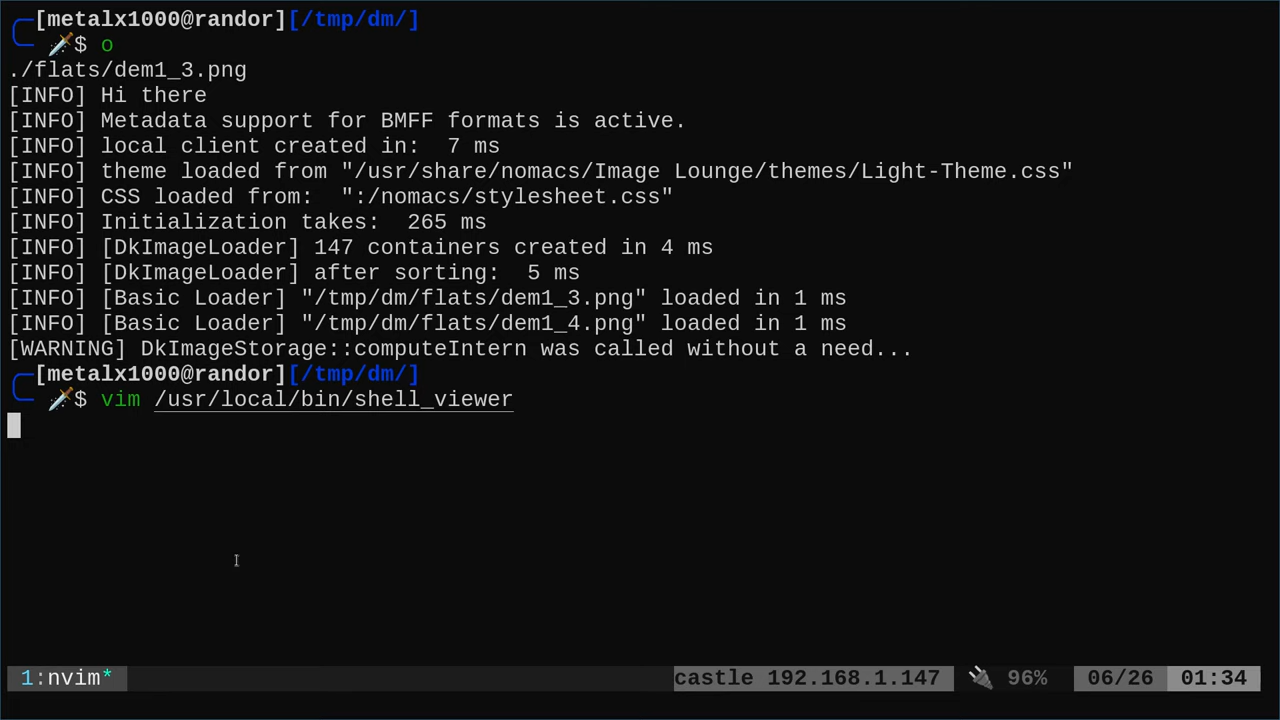 [metalx1000@randor][/tmp/dm/]
$ o
./flats/dem1_3.png
[INFO] Hi there
[INFO] Metadata support for BMFF formats is active.
[INFO] local client created in:  7 ms
[INFO] theme loaded from "/usr/share/nomacs/Image Lounge/themes/Light-Theme.css"
[INFO] CSS loaded from:  ":/nomacs/stylesheet.css"
[INFO] Initialization takes:  265 ms
[INFO] [DkImageLoader] 147 containers created in 4 ms
[INFO] [DkImageLoader] after sorting:  5 ms
[INFO] [Basic Loader] "/tmp/dm/flats/dem1_3.png" loaded in 1 ms
[INFO] [Basic Loader] "/tmp/dm/flats/dem1_4.png" loaded in 1 ms
[WARNING] DkImageStorage::computeIntern was called without a need...
[metalx1000@randor][/tmp/dm/]
$ vim /usr/local/bin/shell_viewer
1:nvim* castle 192.168.1.147 96% 06/26 01:34